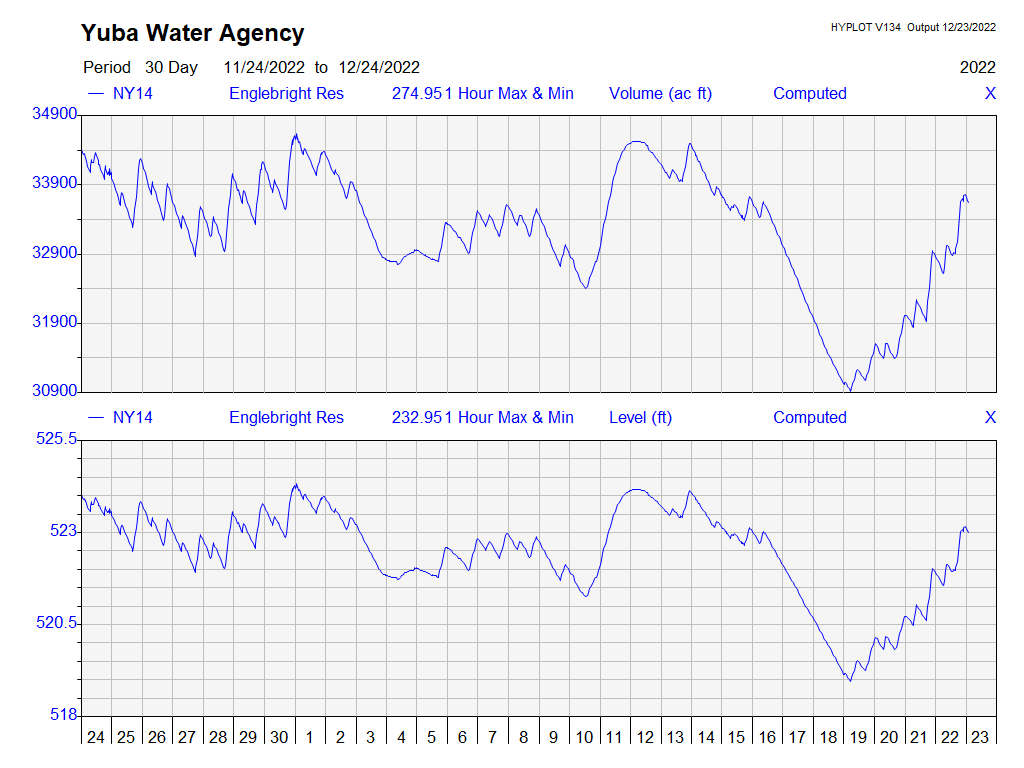 Yuba Water Agency
HYPLOT V134 Output 12/23/2022
Period 30 Day 11/24/2022 to 12/24/2022 2022
NY14 Englebright Res 274.951 Hour Max & Min Volume (ac ft) Computed X
34900
33900
32900
31900
30900
NY14 Englebright Res 232.951 Hour Max & Min Level (ft) Computed X
525.5
523
520.5
518
24 25 26 27 28 29 30 1 2 3 4 5 6 7 8 9 10 11 12 13 14 15 16 17 18 19 20 21 22 23